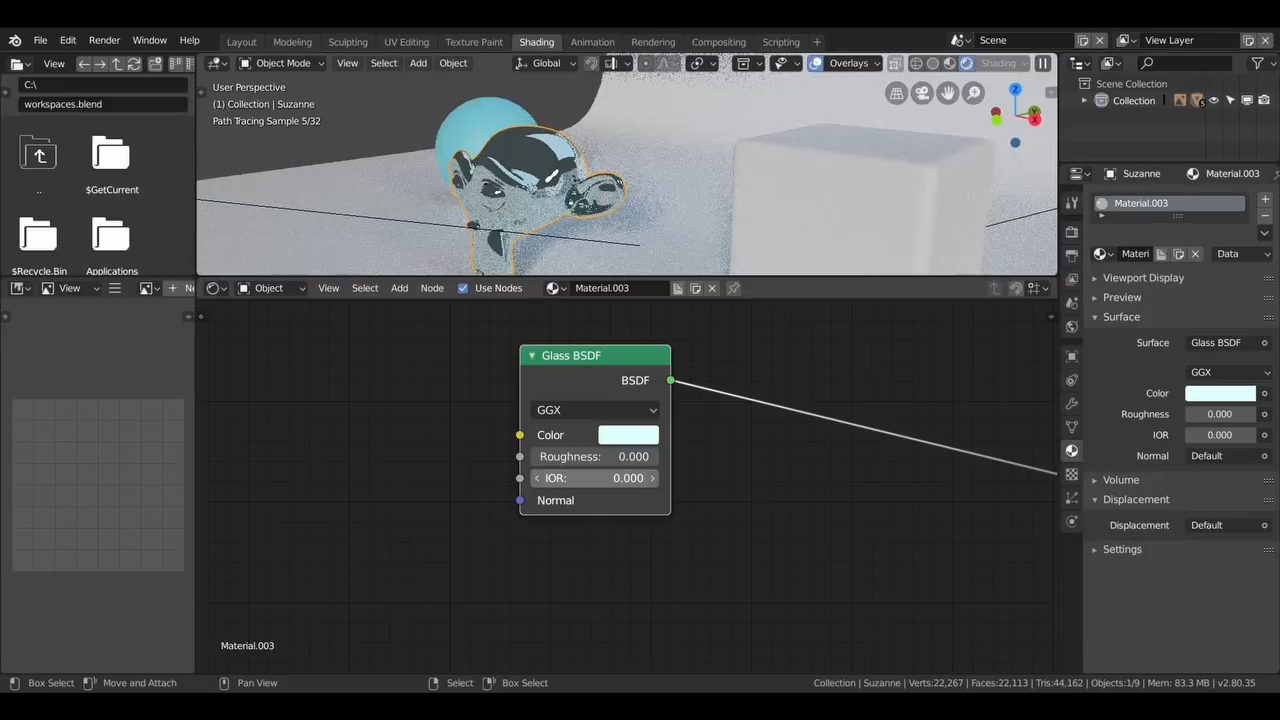 File Edit Render Window Help
Layout Modeling Sculpting UV Editing Texture Paint Shading Animation Rendering Compositing Scripting +
Scene
View Layer
View
Object Mode View Select Add Object
Global
Overlays
Shading
C:\
workspaces.blend
..
$GetCurrent
$Recycle.Bin
Applications
User Perspective
(1) Collection | Suzanne
Path Tracing Sample 5/32
Z
Y
X
Scene Collection
Collection
Suzanne
Material.003
Material.003
Materi
Data
Viewport Display
Preview
Surface
Surface Glass BSDF
GGX
Color
Roughness 0.000
IOR 0.000
Normal Default
Volume
Displacement
Displacement Default
Settings
View
+ Ne
Object View Select Add Node Use Nodes Material.003
Glass BSDF
BSDF
GGX
Color
Roughness: 0.000
IOR: 0.000
Normal
Material.003
Box Select Move and Attach Pan View Select Box Select
Collection | Suzanne | Verts:22,267 | Faces:22,113 | Tris:44,162 | Objects:1/9 | Mem: 83.3 MB | v2.80.35